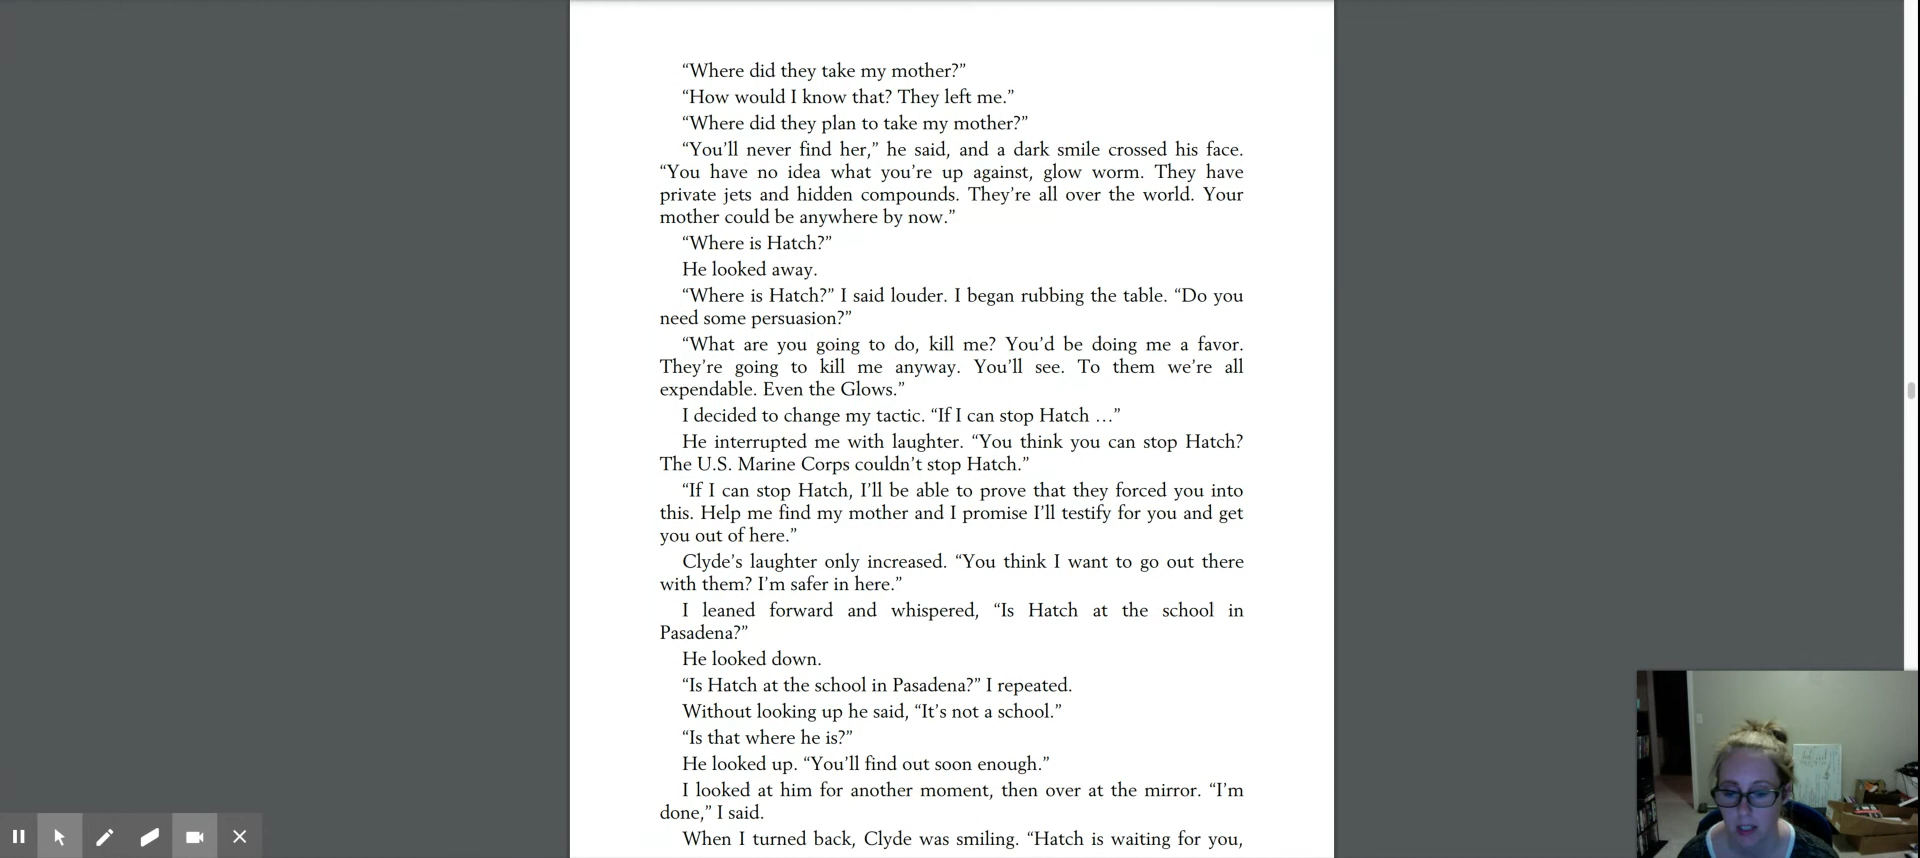 “Where did they take my mother?”
“How would I know that? They left me.”
“Where did they plan to take my mother?”
“You’ll never find her,” he said, and a dark smile crossed his face.
“You have no idea what you’re up against, glow worm. They have
private jets and hidden compounds. They’re all over the world. Your
mother could be anywhere by now.”
“Where is Hatch?”
He looked away.
“Where is Hatch?” I said louder. I began rubbing the table. “Do you
need some persuasion?”
“What are you going to do, kill me? You’d be doing me a favor.
They’re going to kill me anyway. You’ll see. To them we’re all
expendable. Even the Glows.”
I decided to change my tactic. “If I can stop Hatch …”
He interrupted me with laughter. “You think you can stop Hatch?
The U.S. Marine Corps couldn’t stop Hatch.”
“If I can stop Hatch, I’ll be able to prove that they forced you into
this. Help me find my mother and I promise I’ll testify for you and get
you out of here.”
Clyde’s laughter only increased. “You think I want to go out there
with them? I’m safer in here.”
I leaned forward and whispered, “Is Hatch at the school in
Pasadena?”
He looked down.
“Is Hatch at the school in Pasadena?” I repeated.
Without looking up he said, “It’s not a school.”
“Is that where he is?”
He looked up. “You’ll find out soon enough.”
I looked at him for another moment, then over at the mirror. “I’m
done,” I said.
When I turned back, Clyde was smiling. “Hatch is waiting for you,